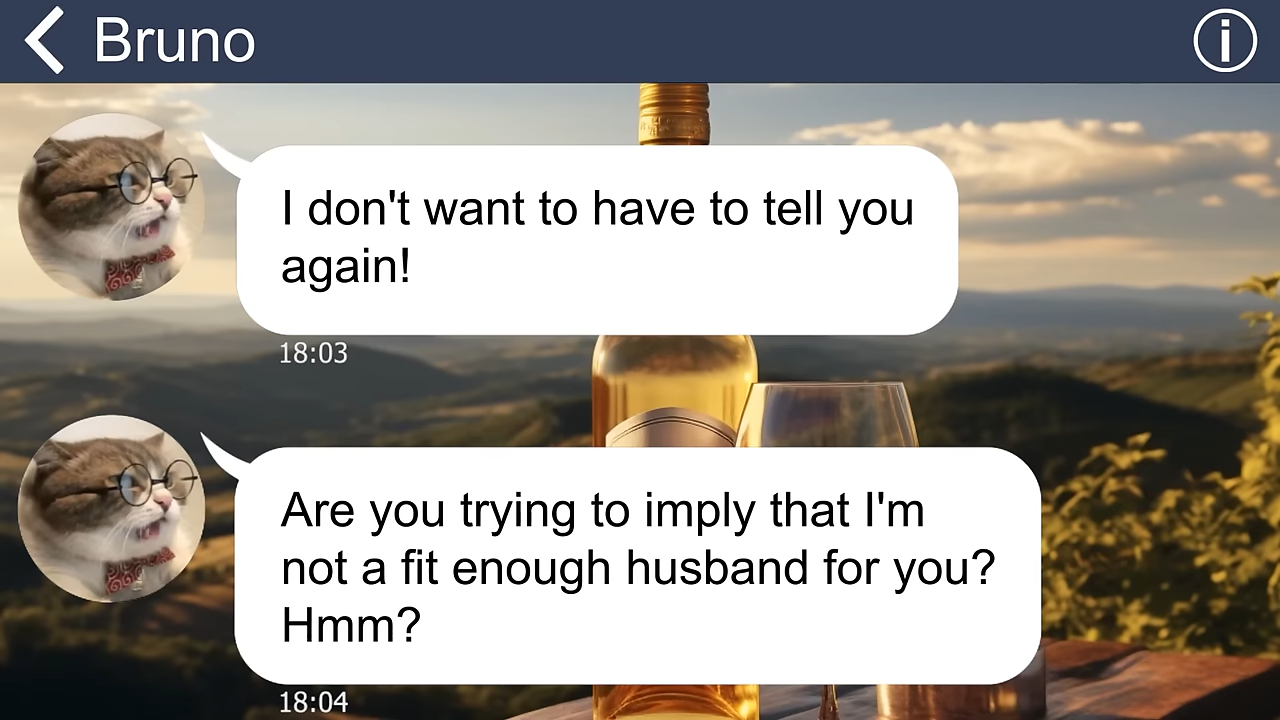 Bruno
I don't want to have to tell you
again!
18:03
Are you trying to imply that I'm
not a fit enough husband for you?
Hmm?
18:04